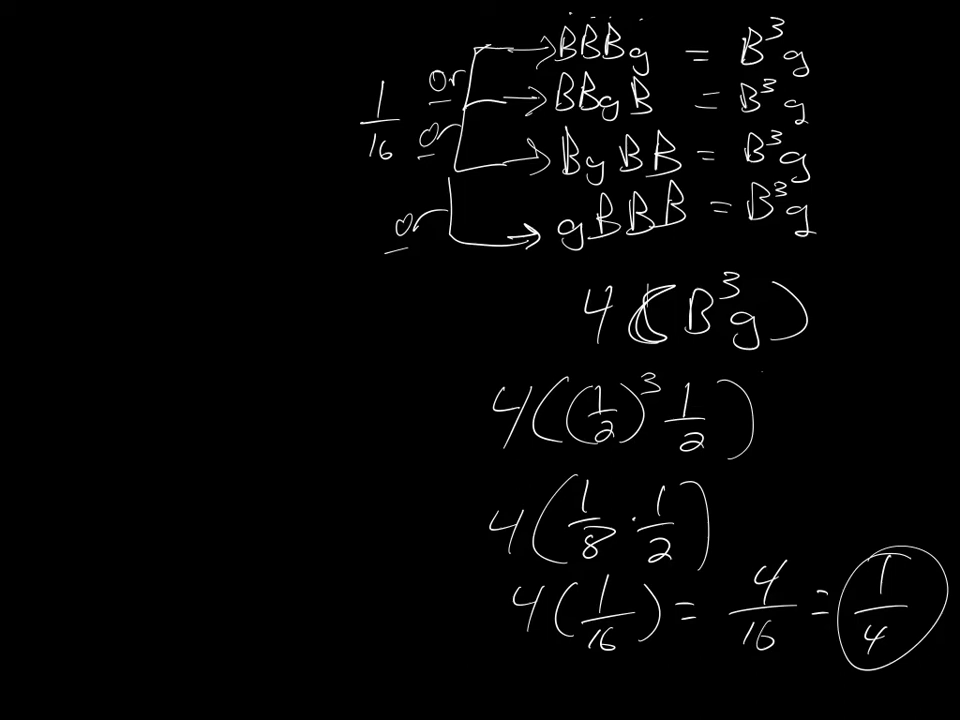 BBBg = B³g
or
BBgB = B³g
1/16
or
BgBB = B³g
or
gBBB = B³g
4(B³g)
4((1/2)³ 1/2)
4(1/8 · 1/2)
4(1/16) = 4/16 = 1/4